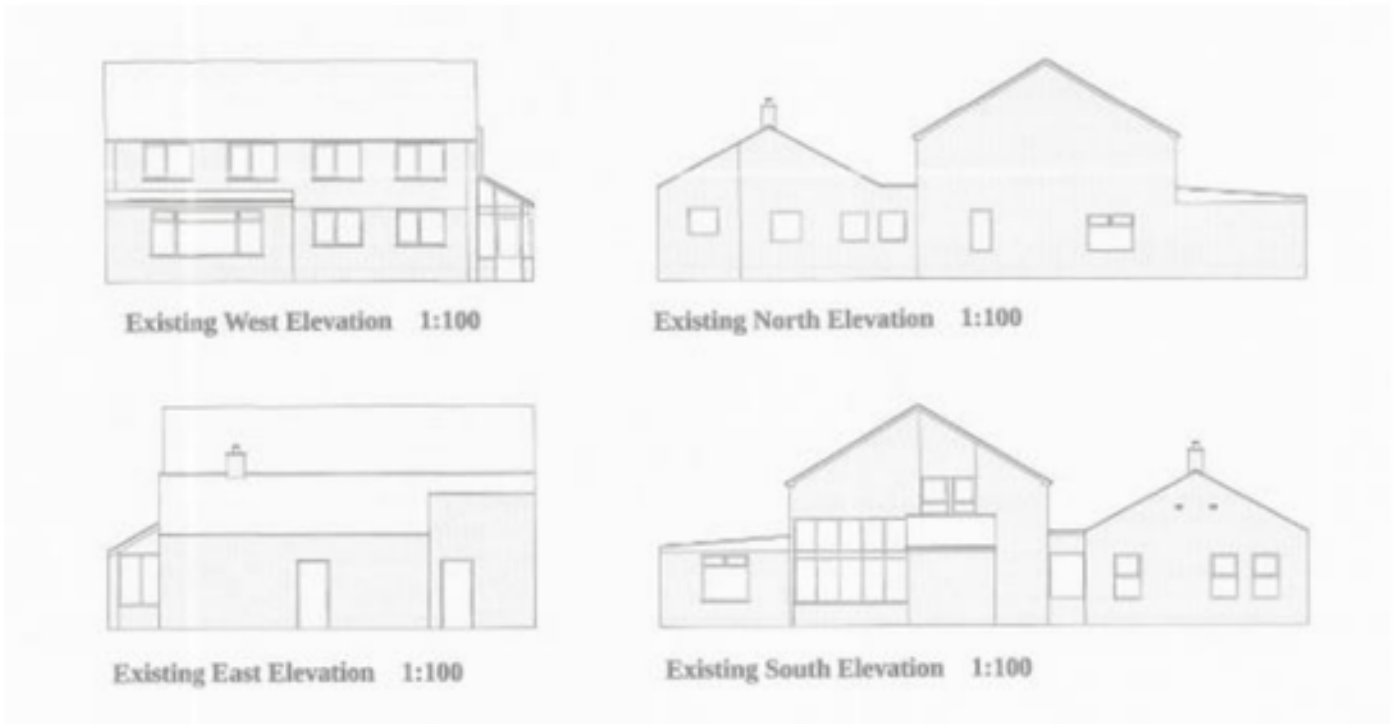 Existing West Elevation 1:100
Existing North Elevation 1:100
Existing East Elevation 1:100
Existing South Elevation 1:100